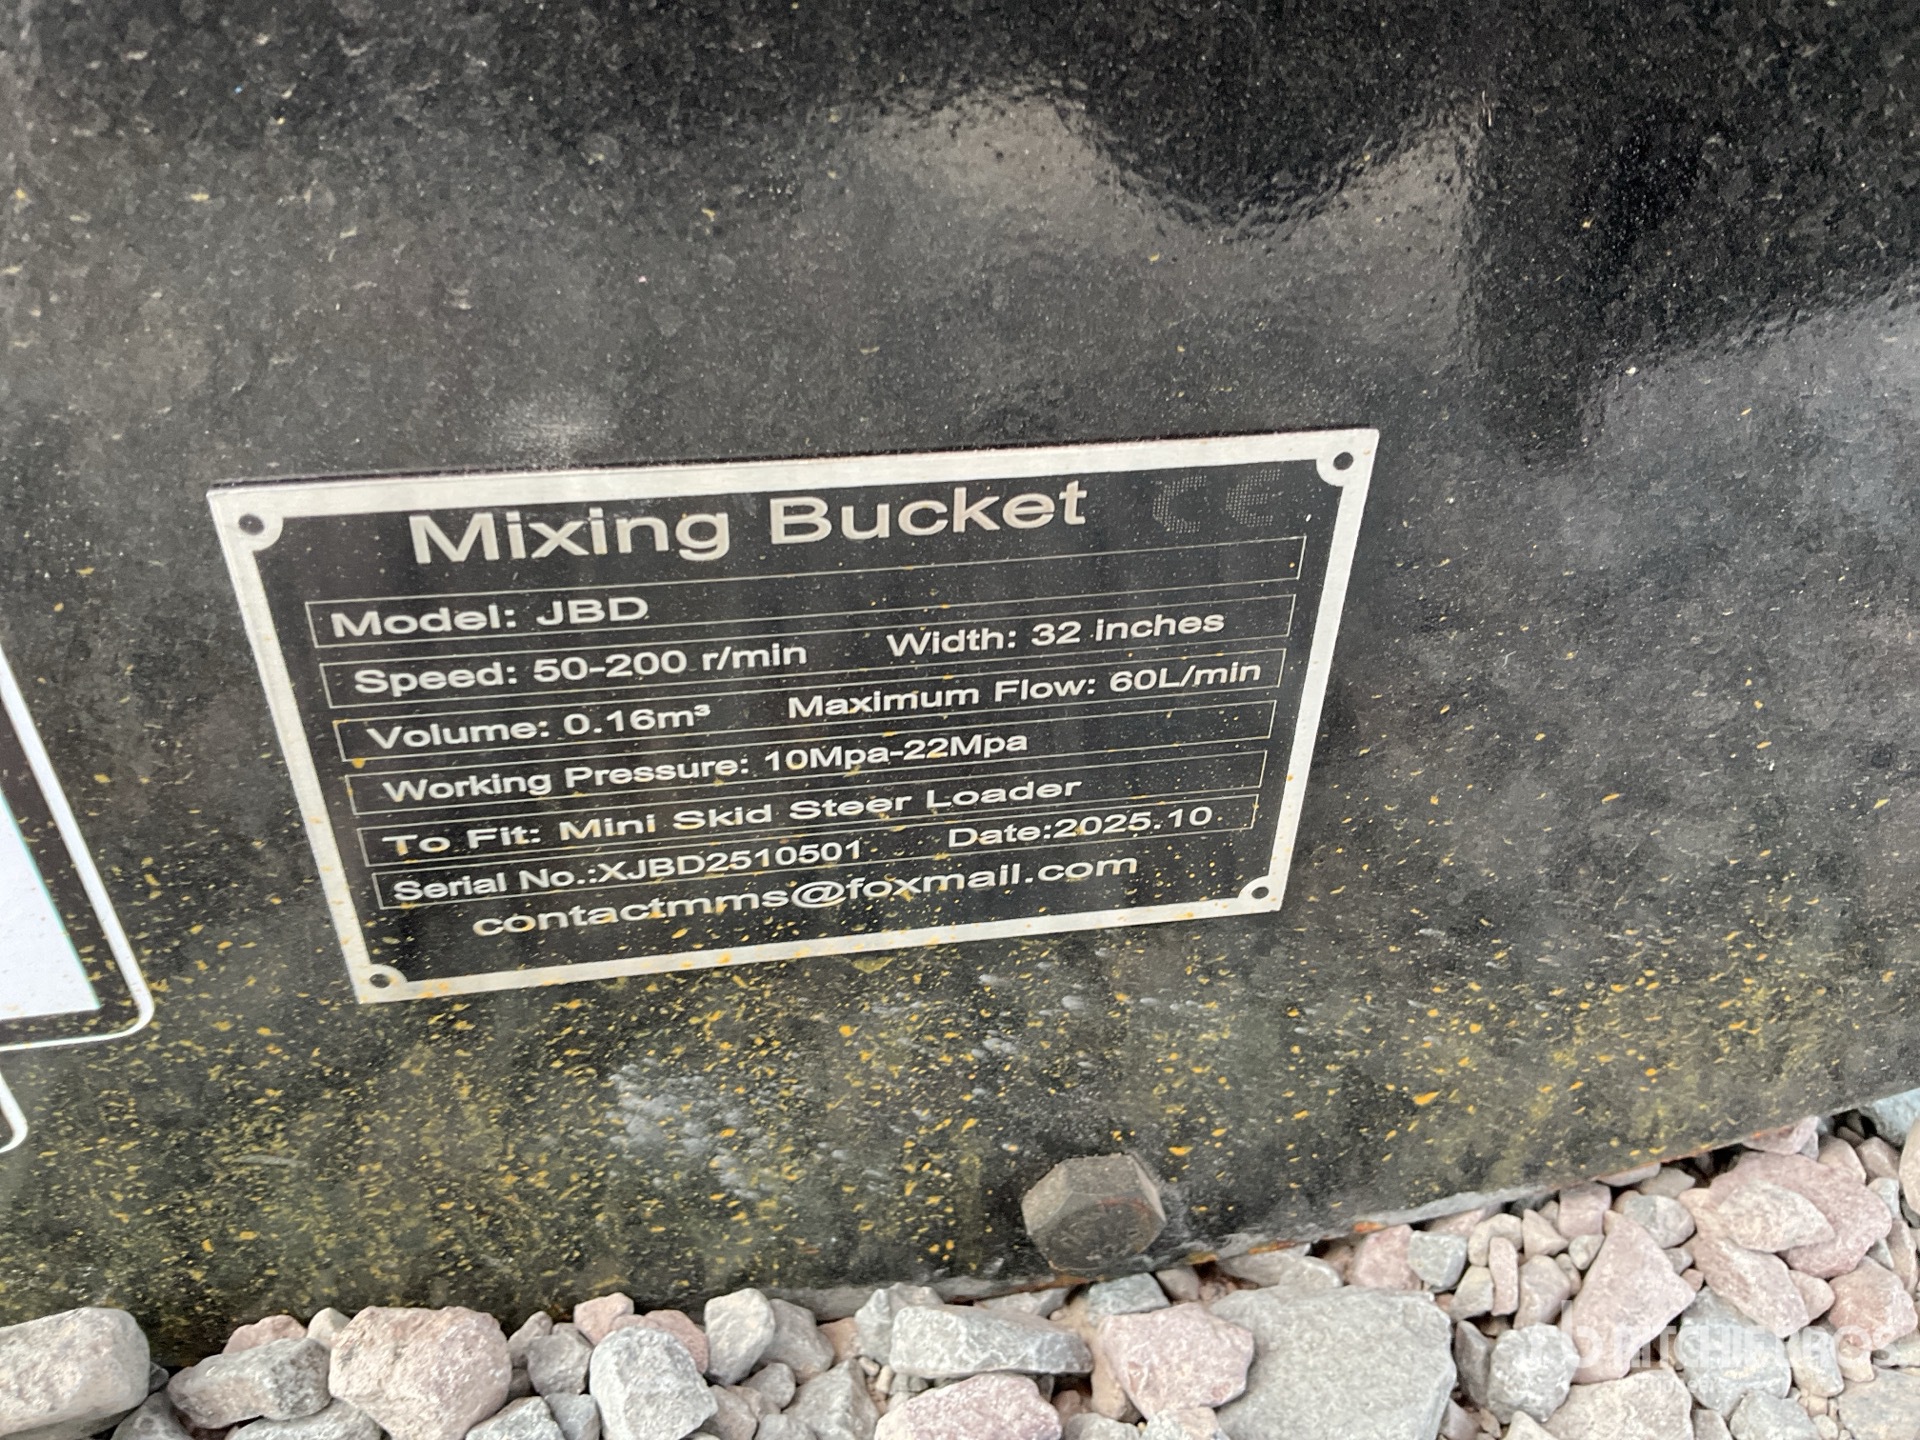 Mixing Bucket CE
Model: JBD
Speed: 50-200 r/min Width: 32 inches
Volume: 0.16m³ Maximum Flow: 60L/min
Working Pressure: 10Mpa-22Mpa
To Fit: Mini Skid Steer Loader
Serial No.:XJBD2510501 Date:2025.10
contactmms@foxmail.com